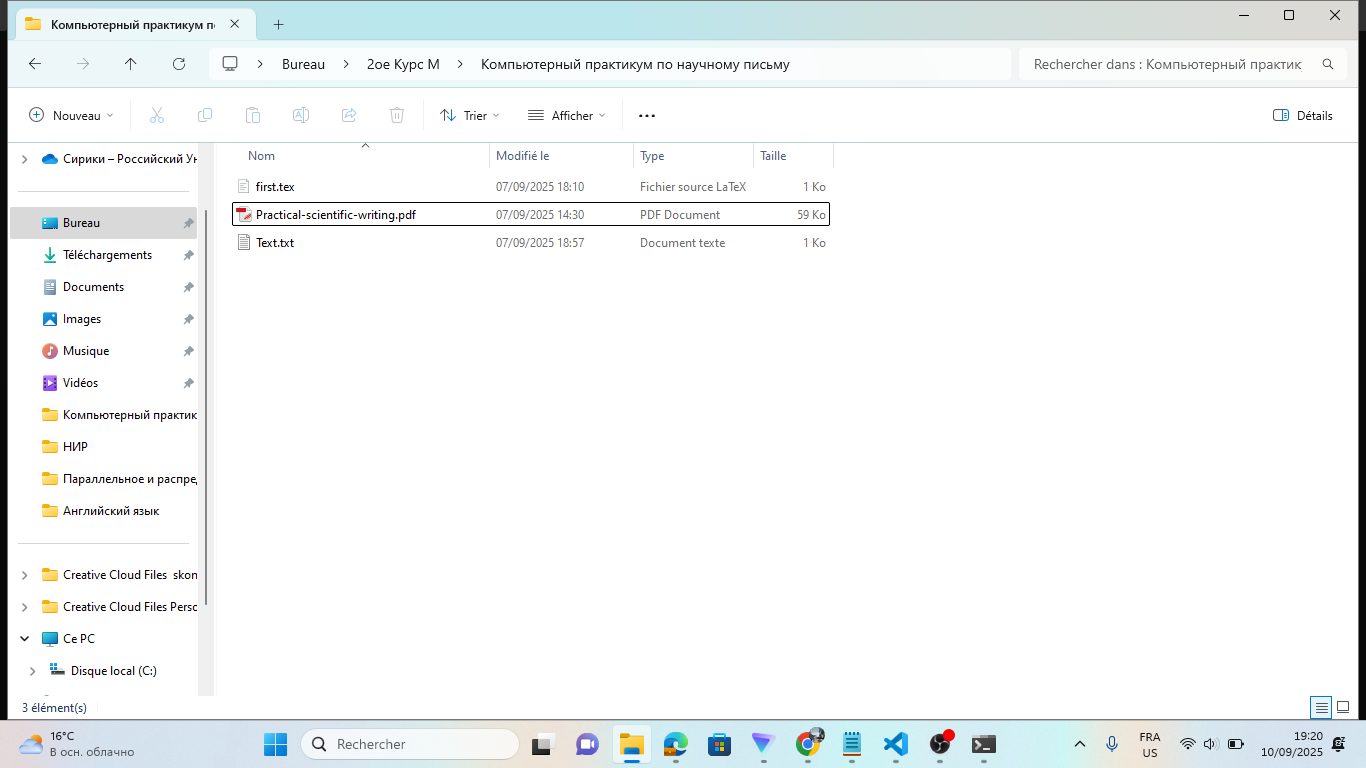 Компьютерный практикум по
Bureau
2ое Курс М
Компьютерный практикум по научному письму
Rechercher dans : Компьютерный практик
Nouveau
Trier
Afficher
Détails
Сирики – Российский Ун
Bureau
Téléchargements
Documents
Images
Musique
Vidéos
Компьютерный практик
НИР
Параллельное и распред
Английский язык
Creative Cloud Files skon
Creative Cloud Files Perso
Ce PC
Disque local (C:)
Nom Modifié le Type Taille
first.tex 07/09/2025 18:10 Fichier source LaTeX 1 Ko
Practical-scientific-writing.pdf 07/09/2025 14:30 PDF Document 59 Ko
Text.txt 07/09/2025 18:57 Document texte 1 Ko
3 élément(s)
16°C
В осн. облачно
Rechercher
FRA
US
19:20
10/09/2025